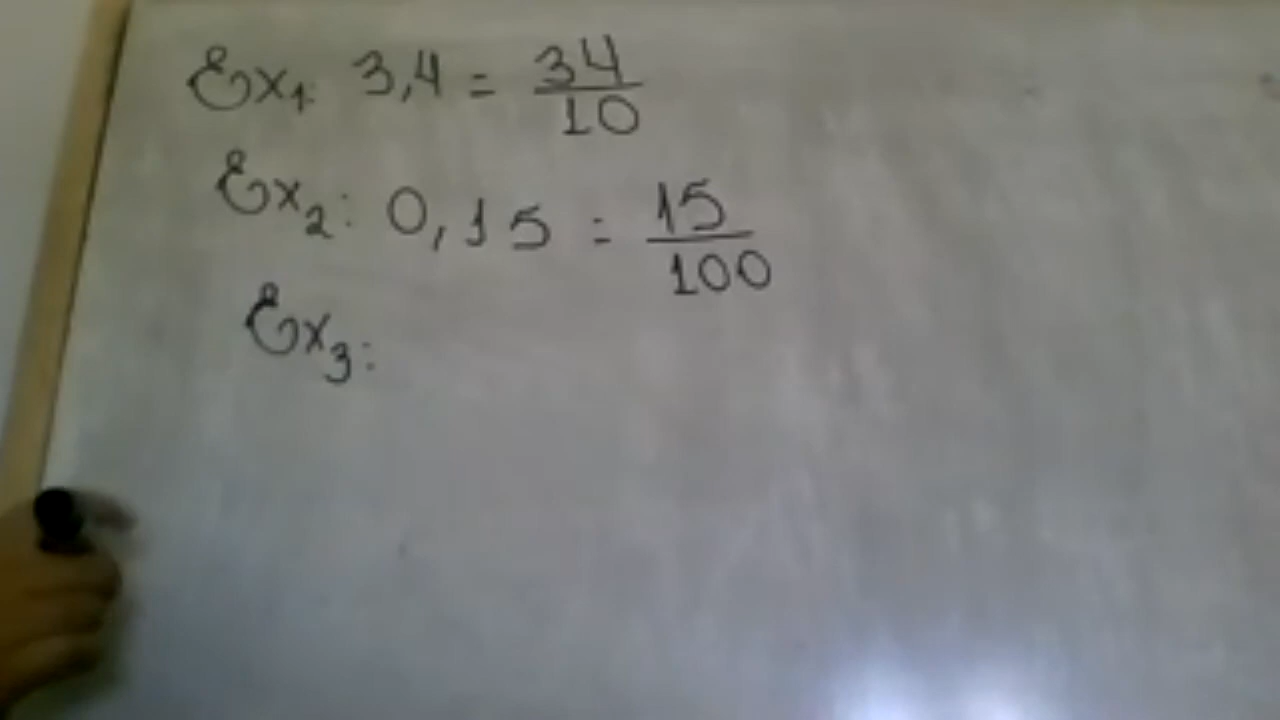 Ex1: 3,4 = 34/10
Ex2: 0,15 = 15/100
Ex3: